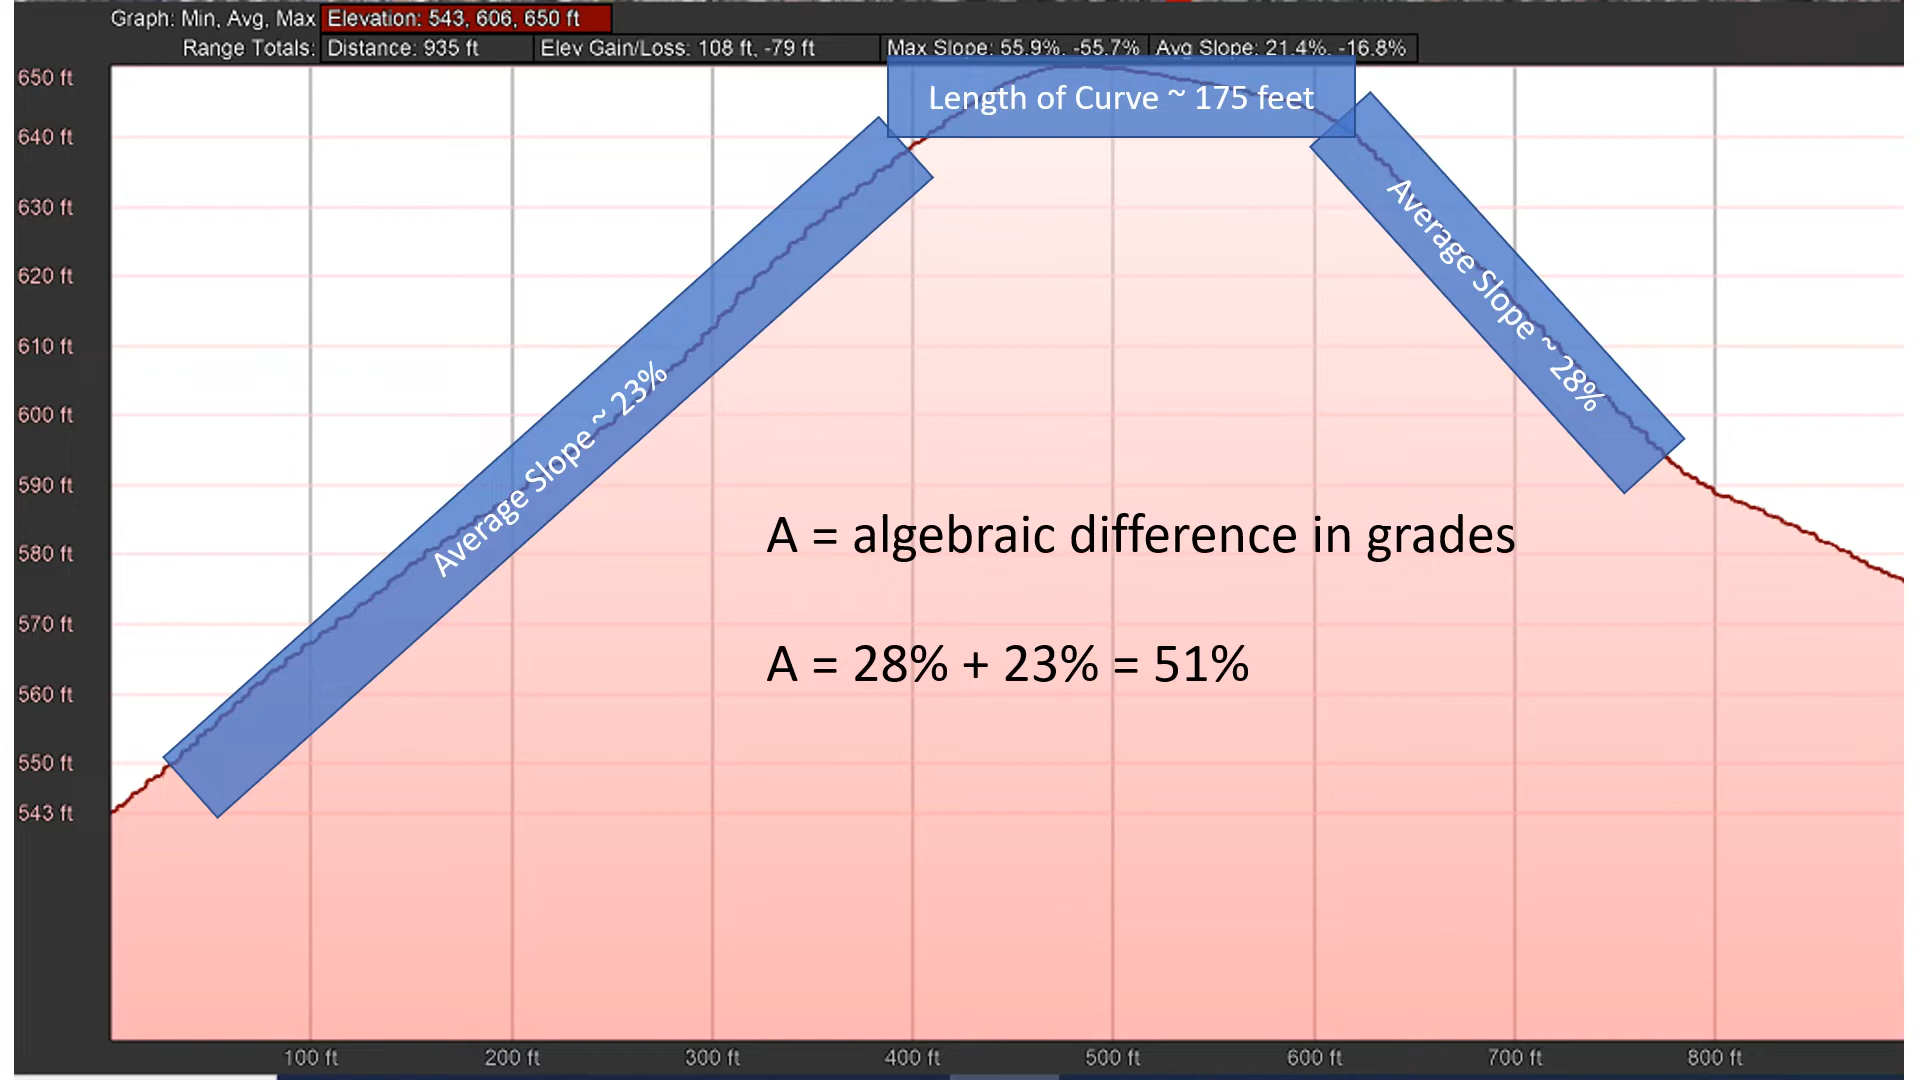 Graph: Min, Avg, Max Elevation: 543, 606, 650 ft
Range Totals: Distance: 935 ft Elev Gain/Loss: 108 ft, -79 ft Max Slope: 55.9%, -55.7% Avg Slope: 21.4%, -16.8%
650 ft
Length of Curve ~ 175 feet
640 ft
630 ft
620 ft
610 ft
600 ft
590 ft
580 ft
570 ft
560 ft
550 ft
543 ft
Average Slope ~ 23%
Average Slope ~ 28%
A = algebraic difference in grades
A = 28% + 23% = 51%
100 ft 200 ft 300 ft 400 ft 500 ft 600 ft 700 ft 800 ft